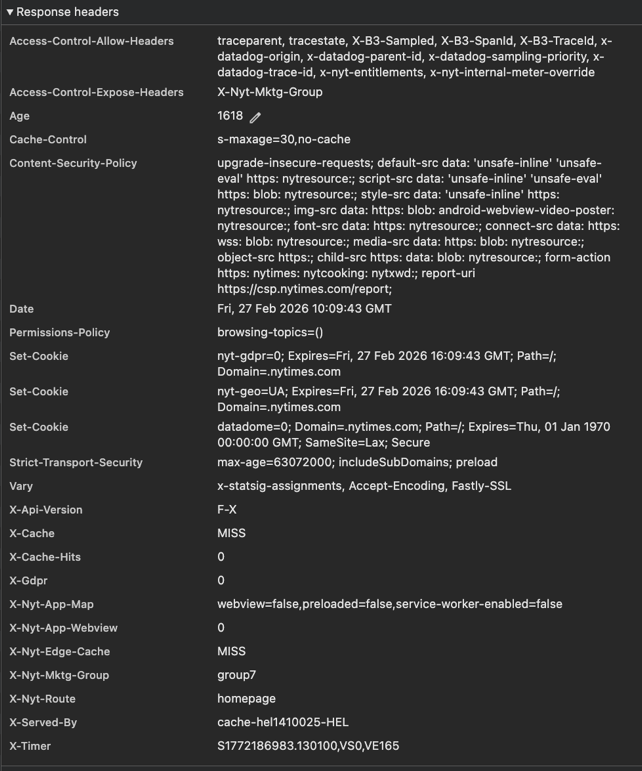 Response headers
Access-Control-Allow-Headers
traceparent, tracestate, X-B3-Sampled, X-B3-SpanId, X-B3-TraceId, x-
datadog-origin, x-datadog-parent-id, x-datadog-sampling-priority, x-
datadog-trace-id, x-nyt-entitlements, x-nyt-internal-meter-override
Access-Control-Expose-Headers
X-Nyt-Mktg-Group
Age
1618
Cache-Control
s-maxage=30,no-cache
Content-Security-Policy
upgrade-insecure-requests; default-src data: 'unsafe-inline' 'unsafe-
eval' https: nytresource:; script-src data: 'unsafe-inline' 'unsafe-eval'
https: blob: nytresource:; style-src data: 'unsafe-inline' https:
nytresource:; img-src data: https: blob: android-webview-video-poster:
nytresource:; font-src data: https: nytresource:; connect-src data: https:
wss: blob: nytresource:; media-src data: https: blob: nytresource:;
object-src https:; child-src https: data: blob: nytresource:; form-action
https: nytimes: nytcooking: nytxwd:; report-uri
https://csp.nytimes.com/report;
Date
Fri, 27 Feb 2026 10:09:43 GMT
Permissions-Policy
browsing-topics=()
Set-Cookie
nyt-gdpr=0; Expires=Fri, 27 Feb 2026 16:09:43 GMT; Path=/;
Domain=.nytimes.com
Set-Cookie
nyt-geo=UA; Expires=Fri, 27 Feb 2026 16:09:43 GMT; Path=/;
Domain=.nytimes.com
Set-Cookie
datadome=0; Domain=.nytimes.com; Path=/; Expires=Thu, 01 Jan 1970
00:00:00 GMT; SameSite=Lax; Secure
Strict-Transport-Security
max-age=63072000; includeSubDomains; preload
Vary
x-statsig-assignments, Accept-Encoding, Fastly-SSL
X-Api-Version
F-X
X-Cache
MISS
X-Cache-Hits
0
X-Gdpr
0
X-Nyt-App-Map
webview=false,preloaded=false,service-worker-enabled=false
X-Nyt-App-Webview
0
X-Nyt-Edge-Cache
MISS
X-Nyt-Mktg-Group
group7
X-Nyt-Route
homepage
X-Served-By
cache-hel1410025-HEL
X-Timer
S1772186983.130100,VS0,VE165